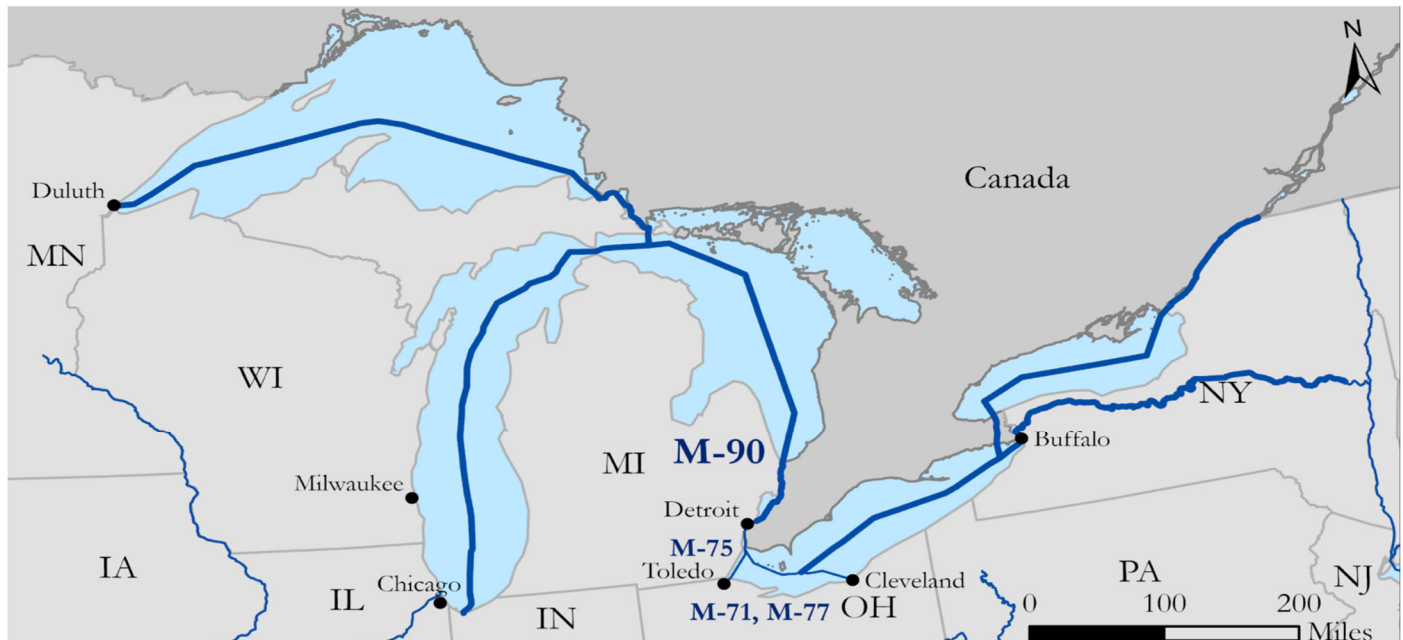 N
Canada
Duluth
MN
WI
NY
Buffalo
MI
M-90
Milwaukee
Detroit
M-75
IA
Toledo
Cleveland
PA
NJ
Chicago
IL
IN
M-71, M-77
OH
0 100 200
Miles